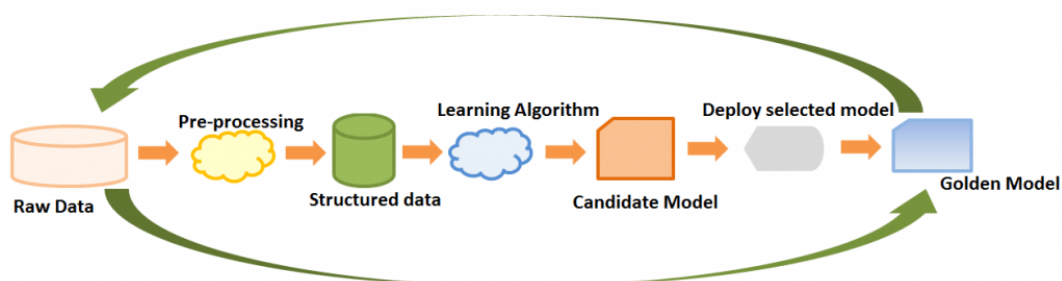 Raw Data
Pre-processing
Structured data
Learning Algorithm
Candidate Model
Deploy selected model
Golden Model